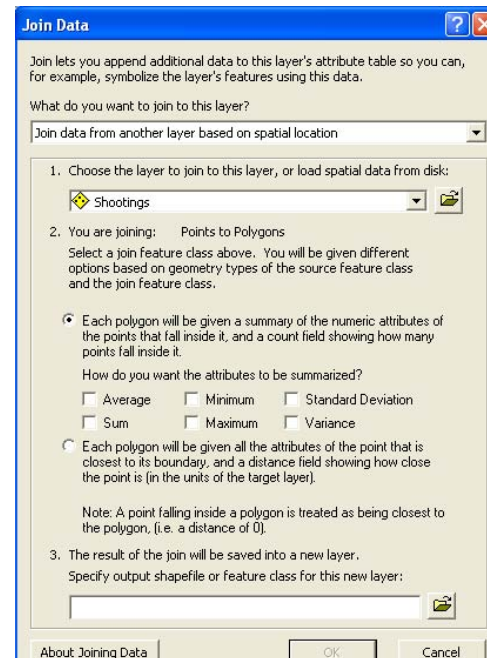 Join Data
Join lets you append additional data to this layer's attribute table so you can,
for example, symbolize the layer's features using this data.
What do you want to join to this layer?
Join data from another layer based on spatial location
1. Choose the layer to join to this layer, or load spatial data from disk:
Shootings
2. You are joining: Points to Polygons
Select a join feature class above. You will be given different
options based on geometry types of the source feature class
and the join feature class.
Each polygon will be given a summary of the numeric attributes of
the points that fall inside it, and a count field showing how many
points fall inside it.
How do you want the attributes to be summarized?
Average Minimum Standard Deviation
Sum Maximum Variance
Each polygon will be given all the attributes of the point that is
closest to its boundary, and a distance field showing how close
the point is (in the units of the target layer).
Note: A point falling inside a polygon is treated as being closest to
the polygon, (i.e. a distance of 0).
3. The result of the join will be saved into a new layer.
Specify output shapefile or feature class for this new layer:
About Joining Data OK Cancel